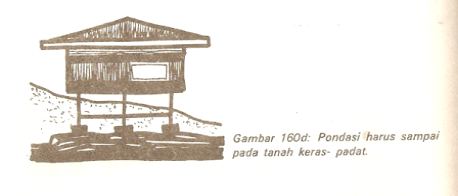 Gambar 160d: Pondasi harus sampai
pada tanah keras- padat.